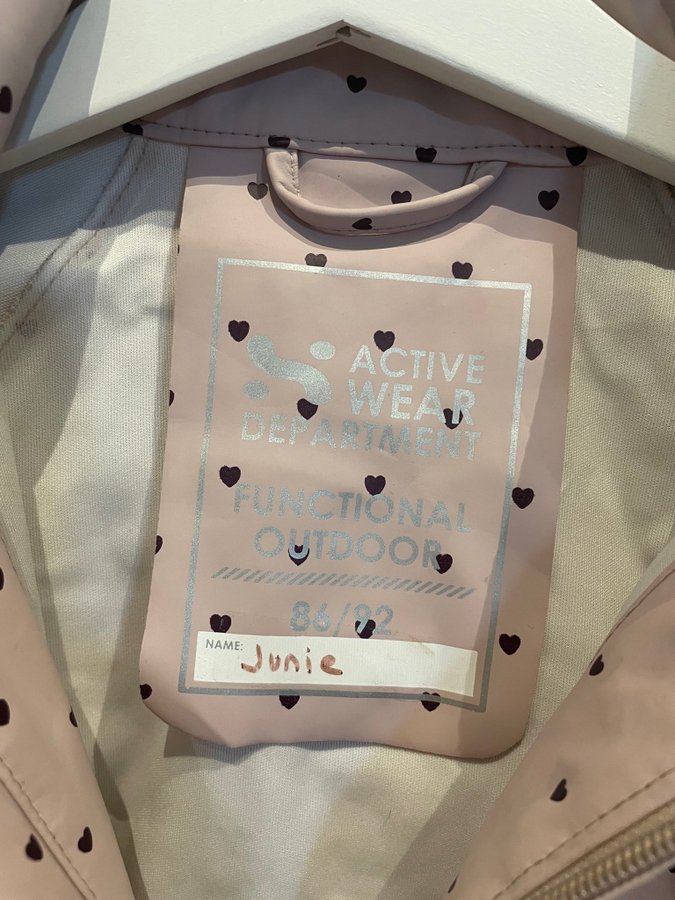 ACTIVE
WEAR
DEPARTMENT
FUNCTIONAL
OUTDOOR
86/92
NAME: Junie